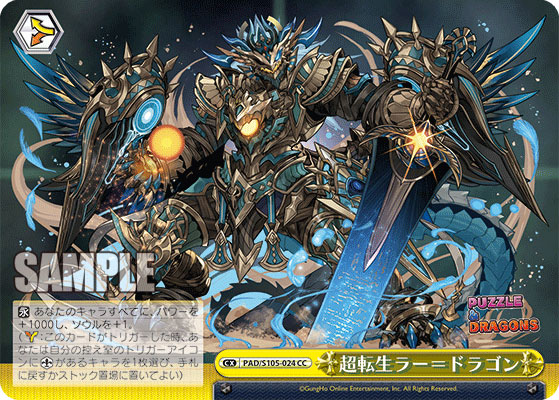 SAMPLE
永 あなたのキャラすべてに、パワーを
+1000し、ソウルを+1。
(:このカードがトリガーした時、あ
なたは自分の控え室のトリガーアイコ
ンにがあるキャラを1枚選び、手札
に戻すかストック置場に置いてよい)
PUZZLE & DRAGONS
CX PAD/S105-024 CC
超転生ラー=ドラゴン
©GungHo Online Entertainment, Inc. All Rights Reserved.